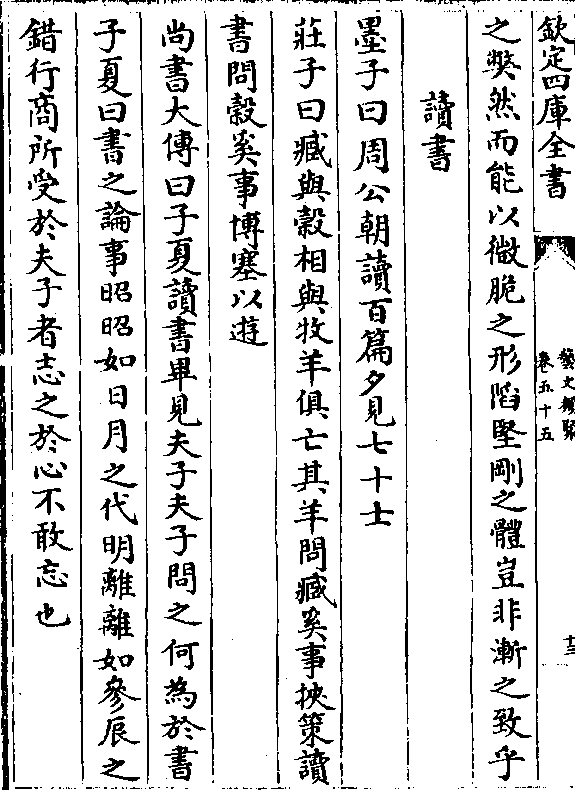 欽定四庫全書
藝文類聚
卷五十五
十三
之獘然而能以微脆之形䧟堅剛之體豈非漸之致乎
讀書
墨子曰周公朝讀百篇夕見七十士
莊子曰臧與穀相與牧羊俱亡其羊問臧奚事挾策讀
書問穀奚事博塞以遊
尚書大傳曰子夏讀書畢見夫子夫子問之何為於書
子夏曰書之論事昭昭如日月之代明離離如參辰之
錯行商所受於夫子者志之於心不敢忘也